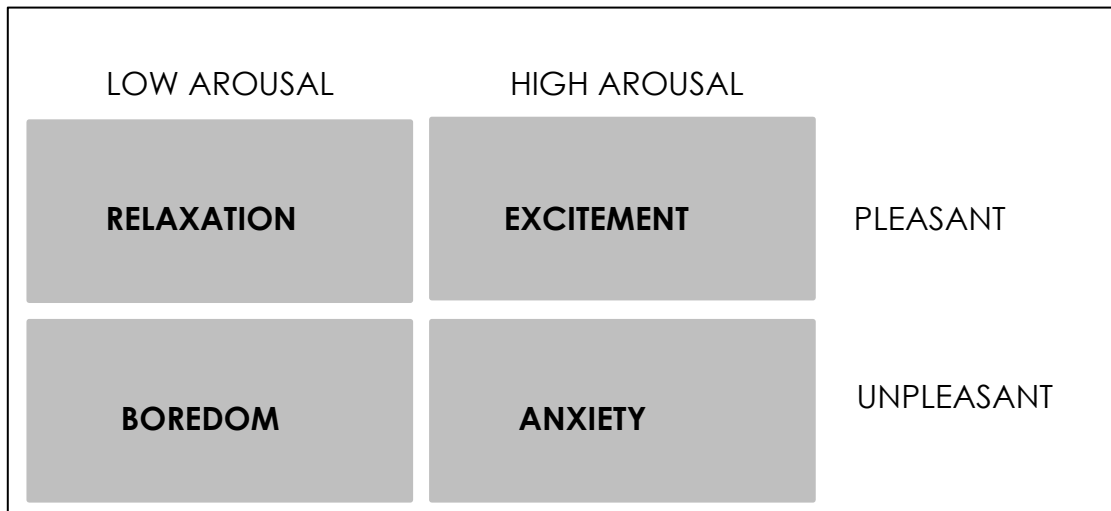 LOW AROUSAL HIGH AROUSAL
RELAXATION EXCITEMENT PLEASANT
BOREDOM ANXIETY UNPLEASANT